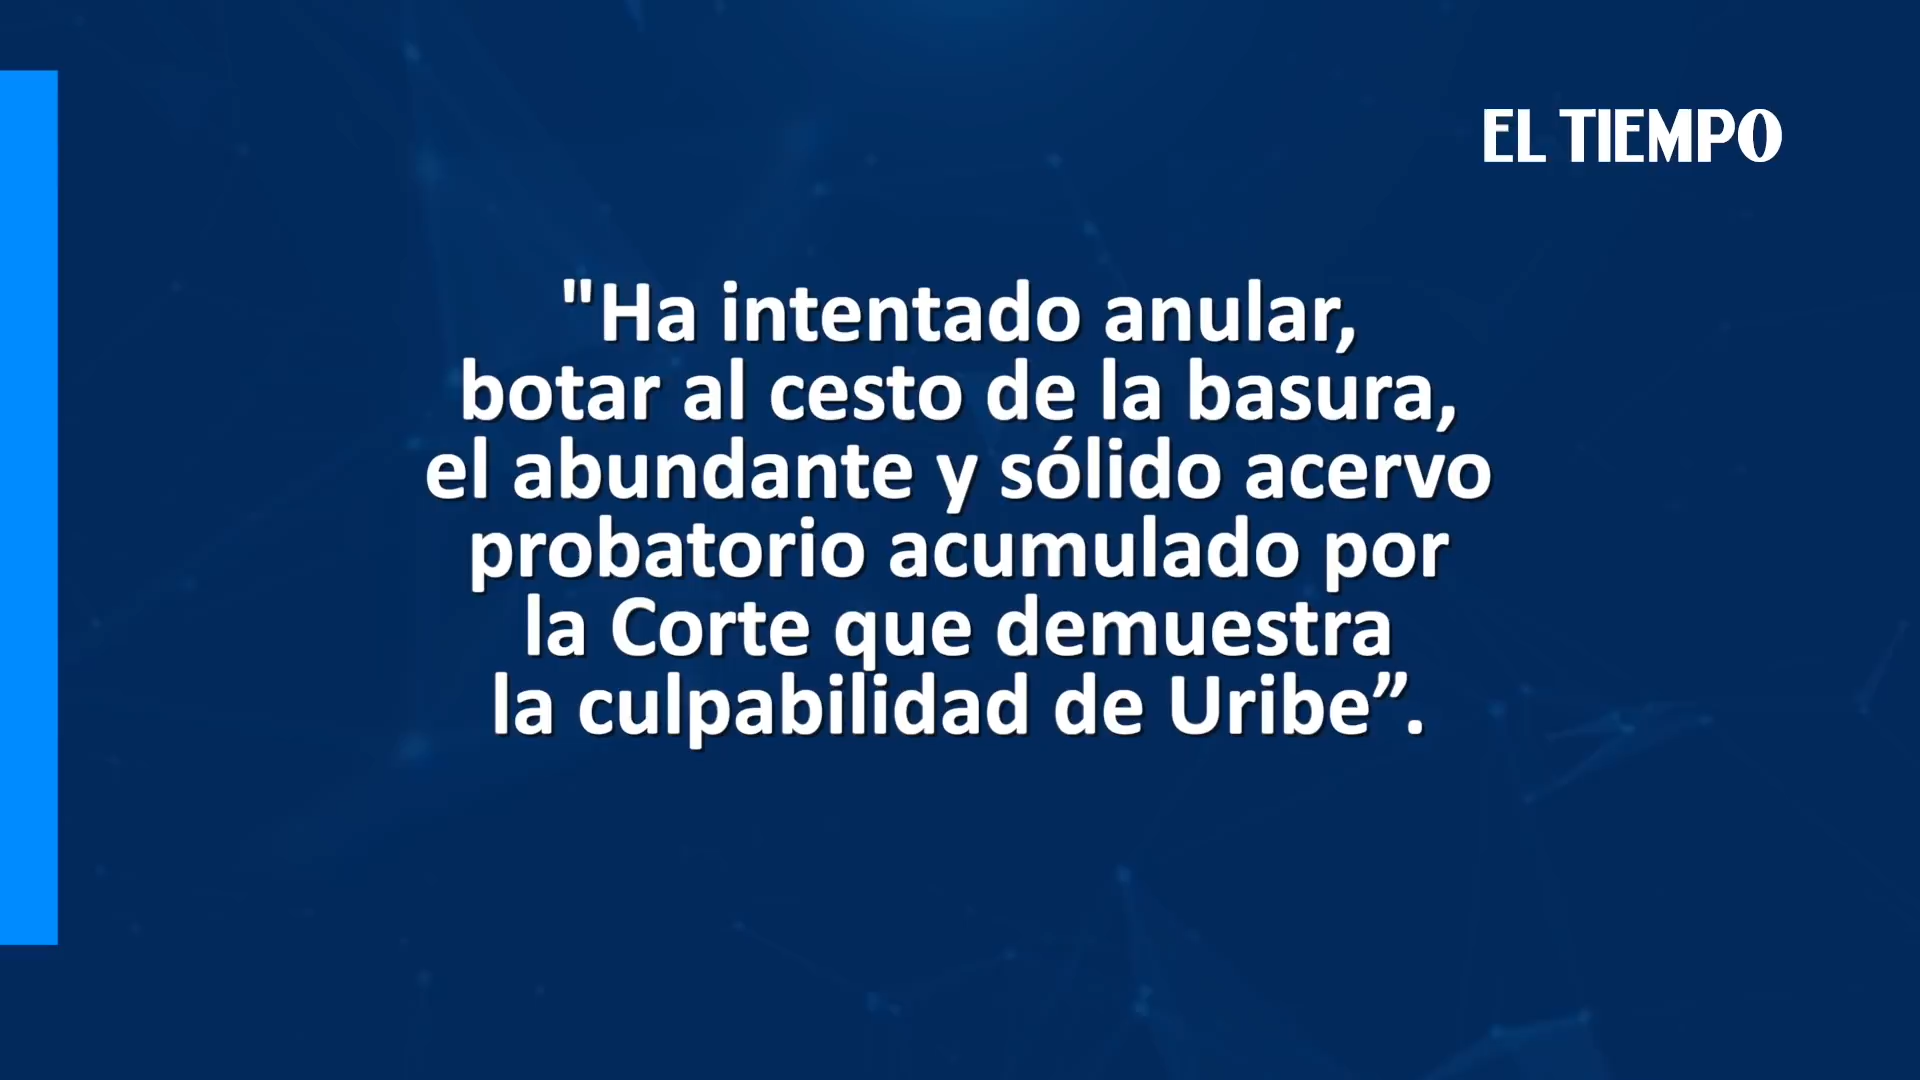 EL TIEMPO
"Ha intentado anular,
botar al cesto de la basura,
el abundante y sólido acervo
probatorio acumulado por
la Corte que demuestra
la culpabilidad de Uribe”.